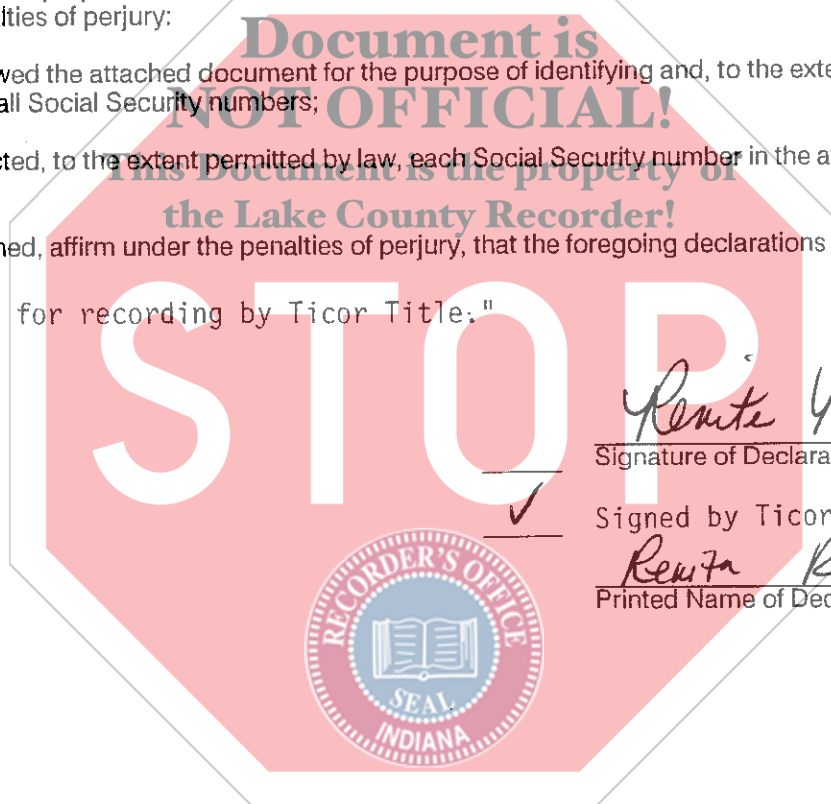 lties of perjury:
Document is
wed the attached document for the purpose of identifying and, to the exte
all Social Security numbers;
NOT OFFICIAL!
cted, to the extent permitted by law, each Social Security number in the a
This Document is the property of
the Lake County Recorder!
ned, affirm under the penalties of perjury, that the foregoing declarations
for recording by Ticor Title."
STOP
Signature of Declara
✓ Signed by Ticor
Printed Name of Dec
RECORDER'S OFFICE
SEAL
INDIANA